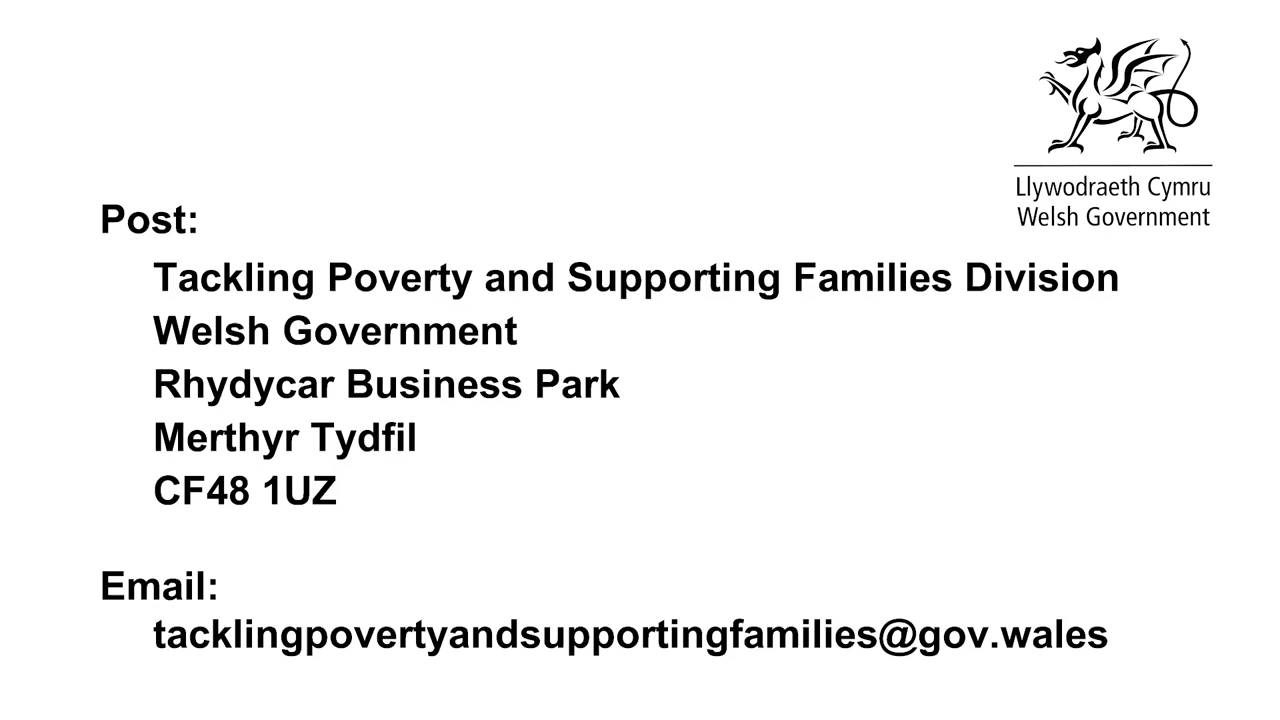 Llywodraeth Cymru
Welsh Government
Post:
Tackling Poverty and Supporting Families Division
Welsh Government
Rhydycar Business Park
Merthyr Tydfil
CF48 1UZ
Email:
tacklingpovertyandsupportingfamilies@gov.wales